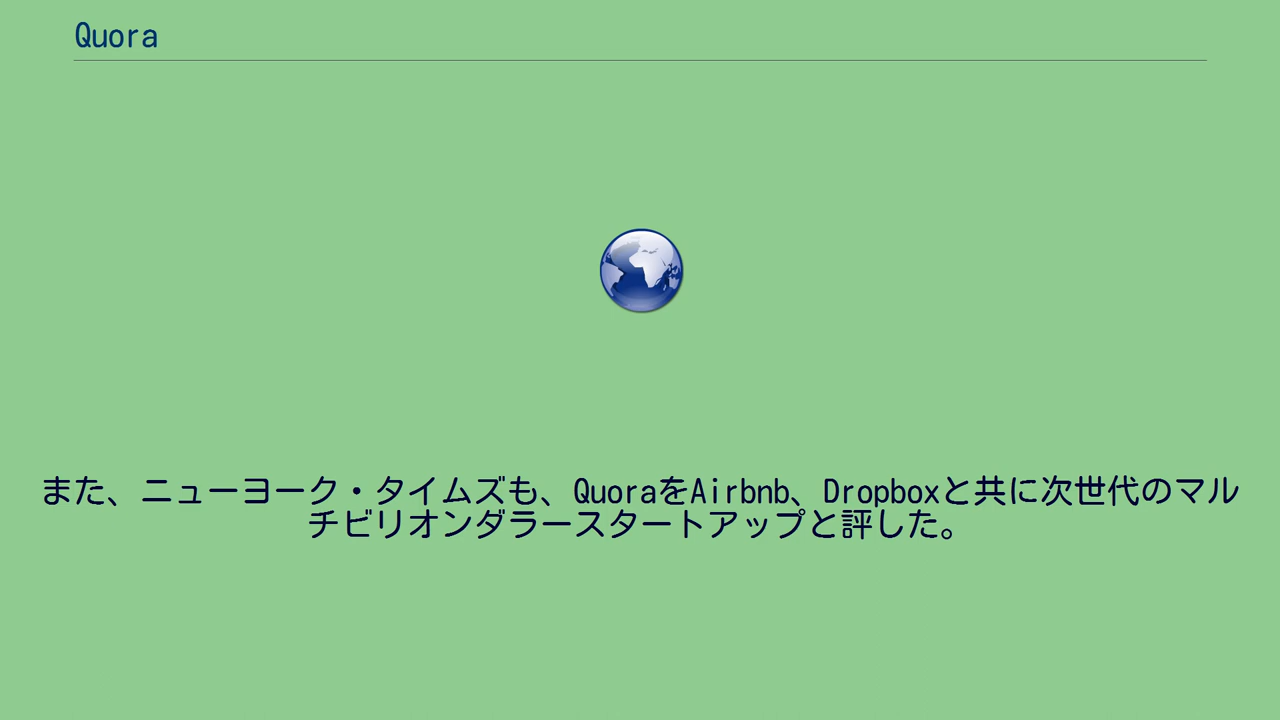 Quora
また、ニューヨーク・タイムズも、QuoraをAirbnb、Dropboxと共に次世代のマル
チビリオンダラースタートアップと評した。